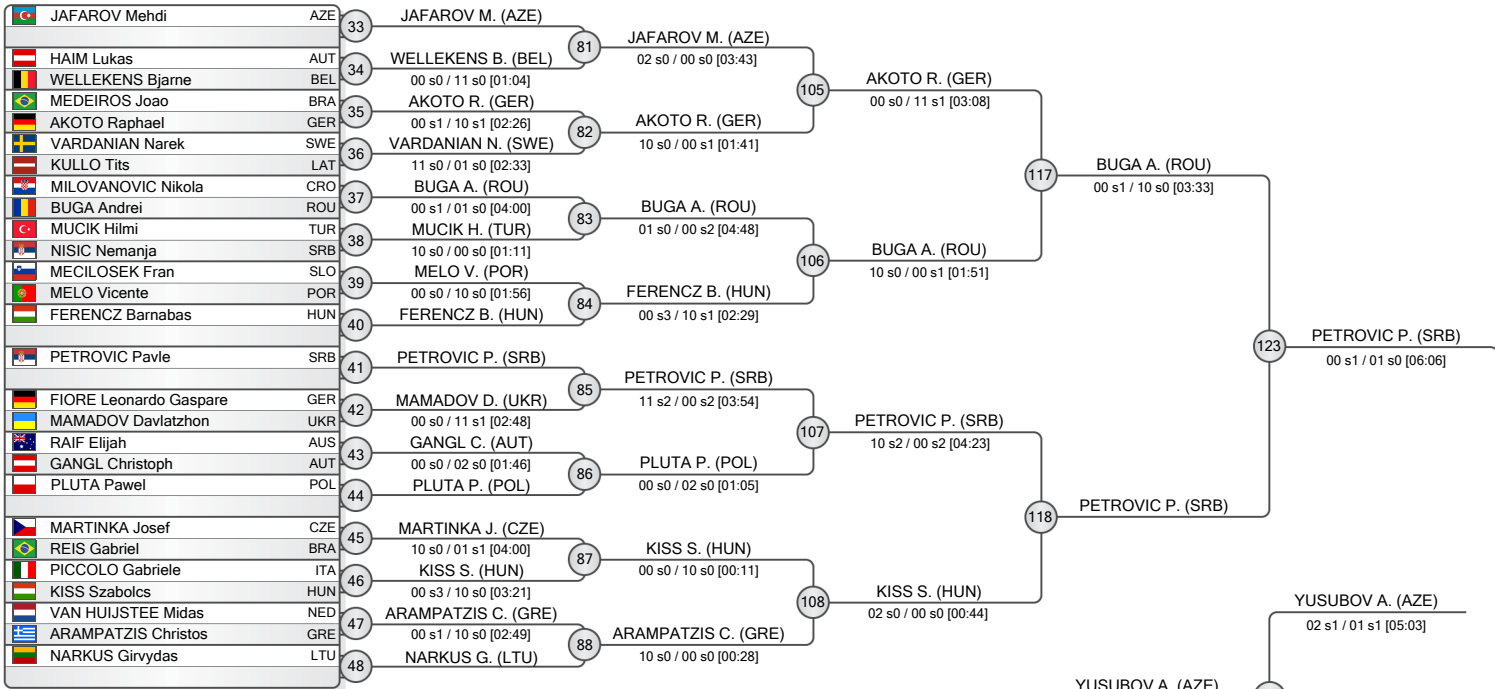 JAFAROV Mehdi AZE
HAIM Lukas AUT
WELLEKENS Bjarne BEL
MEDEIROS Joao BRA
AKOTO Raphael GER
VARDANIAN Narek SWE
KULLO Tits LAT
MILOVANOVIC Nikola CRO
BUGA Andrei ROU
MUCIK Hilmi TUR
NISIC Nemanja SRB
MECILOSEK Fran SLO
MELO Vicente POR
FERENCZ Barnabas HUN
PETROVIC Pavle SRB
FIORE Leonardo Gaspare GER
MAMADOV Davlatzhon UKR
RAIF Elijah AUS
GANGL Christoph AUT
PLUTA Pawel POL
MARTINKA Josef CZE
REIS Gabriel BRA
PICCOLO Gabriele ITA
KISS Szabolcs HUN
VAN HUIJSTEE Midas NED
ARAMPATZIS Christos GRE
NARKUS Girvydas LTU
33
JAFAROV M. (AZE)
34
WELLEKENS B. (BEL)
00 s0 / 11 s0 [01:04]
35
AKOTO R. (GER)
00 s1 / 10 s1 [02:26]
36
VARDANIAN N. (SWE)
11 s0 / 01 s0 [02:33]
37
BUGA A. (ROU)
00 s1 / 01 s0 [04:00]
38
MUCIK H. (TUR)
10 s0 / 00 s0 [01:11]
39
MELO V. (POR)
00 s0 / 10 s0 [01:56]
40
FERENCZ B. (HUN)
41
PETROVIC P. (SRB)
42
MAMADOV D. (UKR)
00 s0 / 11 s1 [02:48]
43
GANGL C. (AUT)
00 s0 / 02 s0 [01:46]
44
PLUTA P. (POL)
45
MARTINKA J. (CZE)
10 s0 / 01 s1 [04:00]
46
KISS S. (HUN)
00 s3 / 10 s0 [03:21]
47
ARAMPATZIS C. (GRE)
00 s1 / 10 s0 [02:49]
48
NARKUS G. (LTU)
81
JAFAROV M. (AZE)
02 s0 / 00 s0 [03:43]
82
AKOTO R. (GER)
10 s0 / 00 s1 [01:41]
83
BUGA A. (ROU)
01 s0 / 00 s2 [04:48]
84
FERENCZ B. (HUN)
00 s3 / 10 s1 [02:29]
85
PETROVIC P. (SRB)
11 s2 / 00 s2 [03:54]
86
PLUTA P. (POL)
00 s0 / 02 s0 [01:05]
87
KISS S. (HUN)
00 s0 / 10 s0 [00:11]
88
ARAMPATZIS C. (GRE)
10 s0 / 00 s0 [00:28]
105
AKOTO R. (GER)
00 s0 / 11 s1 [03:08]
106
BUGA A. (ROU)
10 s0 / 00 s1 [01:51]
107
PETROVIC P. (SRB)
10 s2 / 00 s2 [04:23]
108
KISS S. (HUN)
02 s0 / 00 s0 [00:44]
117
BUGA A. (ROU)
00 s1 / 10 s0 [03:33]
118
PETROVIC P. (SRB)
123
PETROVIC P. (SRB)
00 s1 / 01 s0 [06:06]
YUSUBOV A. (AZE)
02 s1 / 01 s1 [05:03]
YUSUBOV A. (AZE)